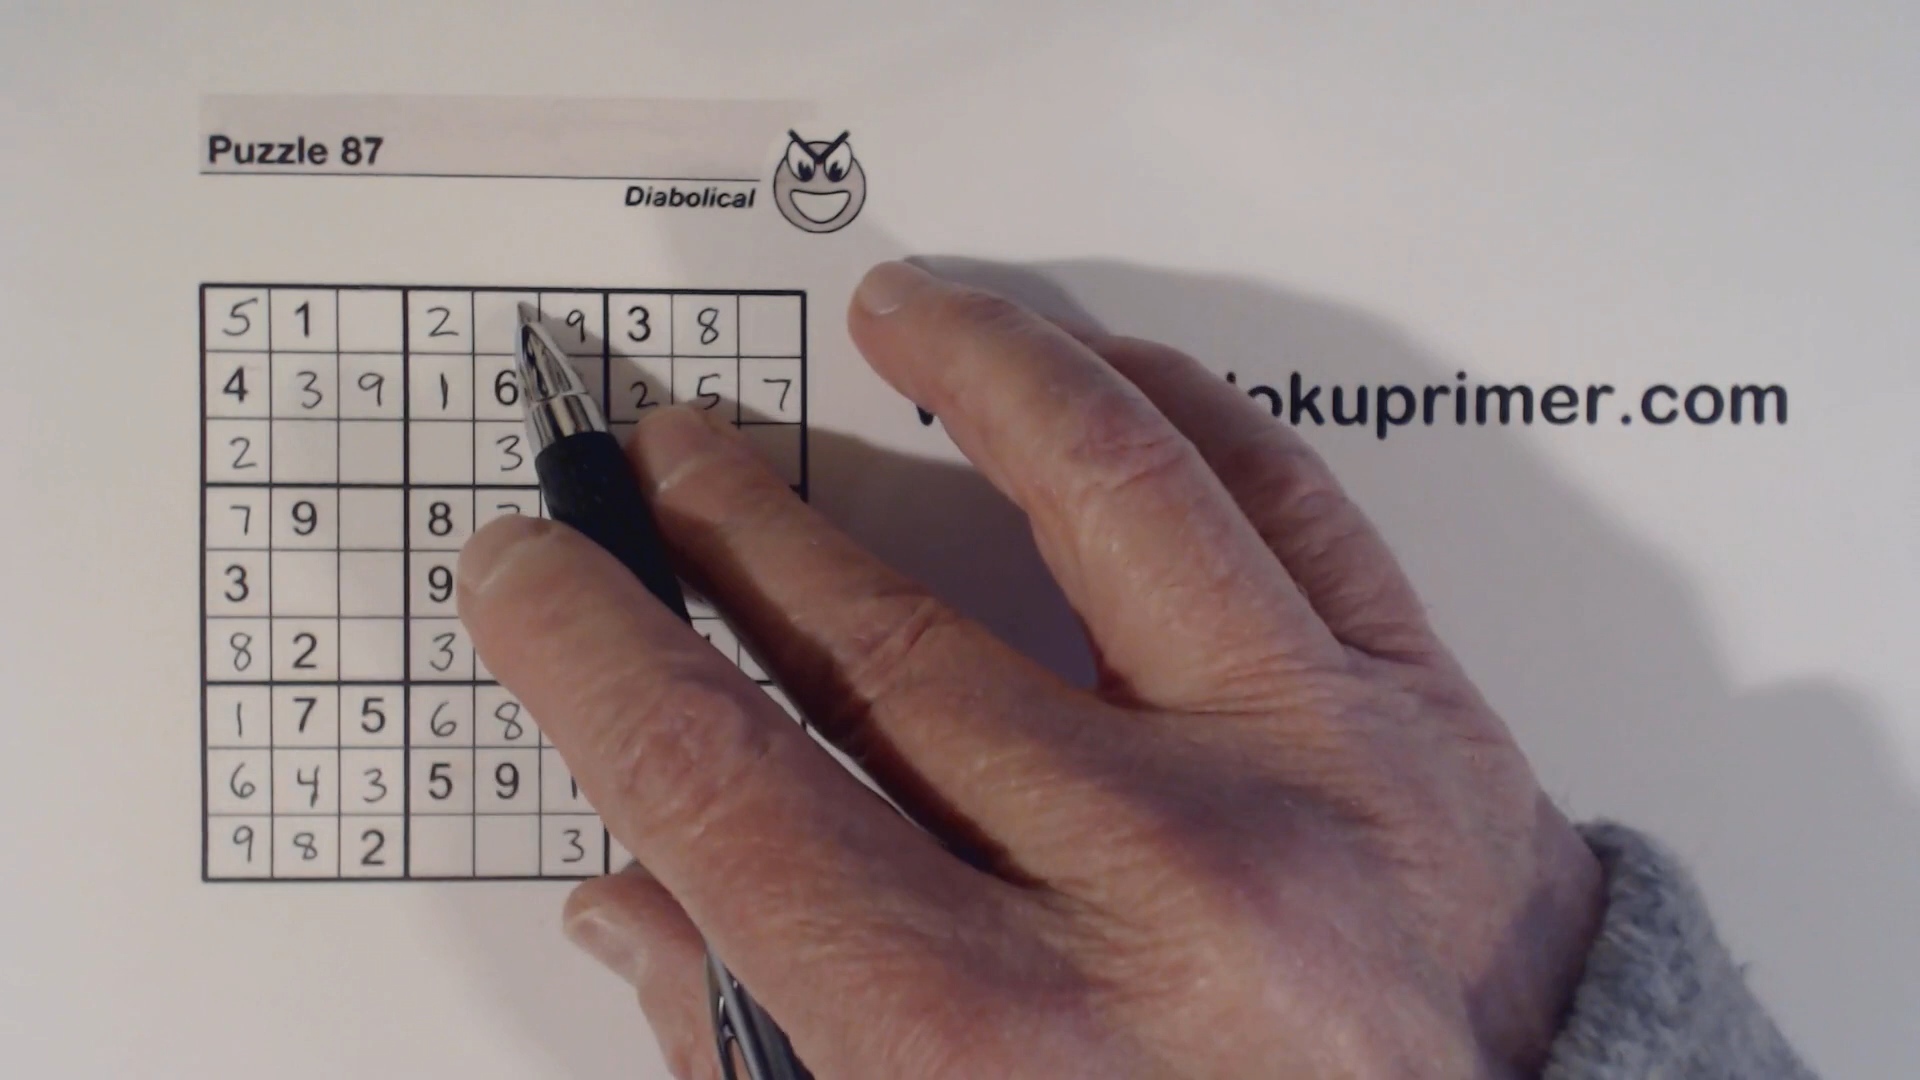 Puzzle 87
Diabolical
okuprimer.com
5 1 2 9 3 8
4 3 9 1 6 2 5 7
2 3
7 9 8
3 9
8 2 3
1 7 5 6 8
6 4 3 5 9 1
9 8 2 3